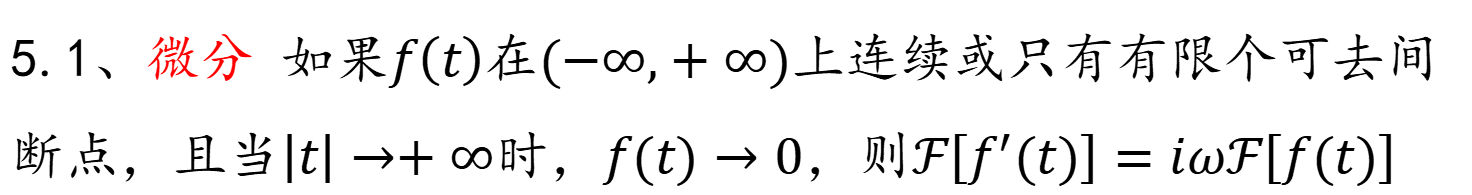 5.1、微分 如果f(t)在(−∞,+ ∞)上连续或只有有限个可去间
断点，且当|t| →+ ∞时，f(t) → 0，则ℱ[f′(t)] = iωℱ[f(t)]